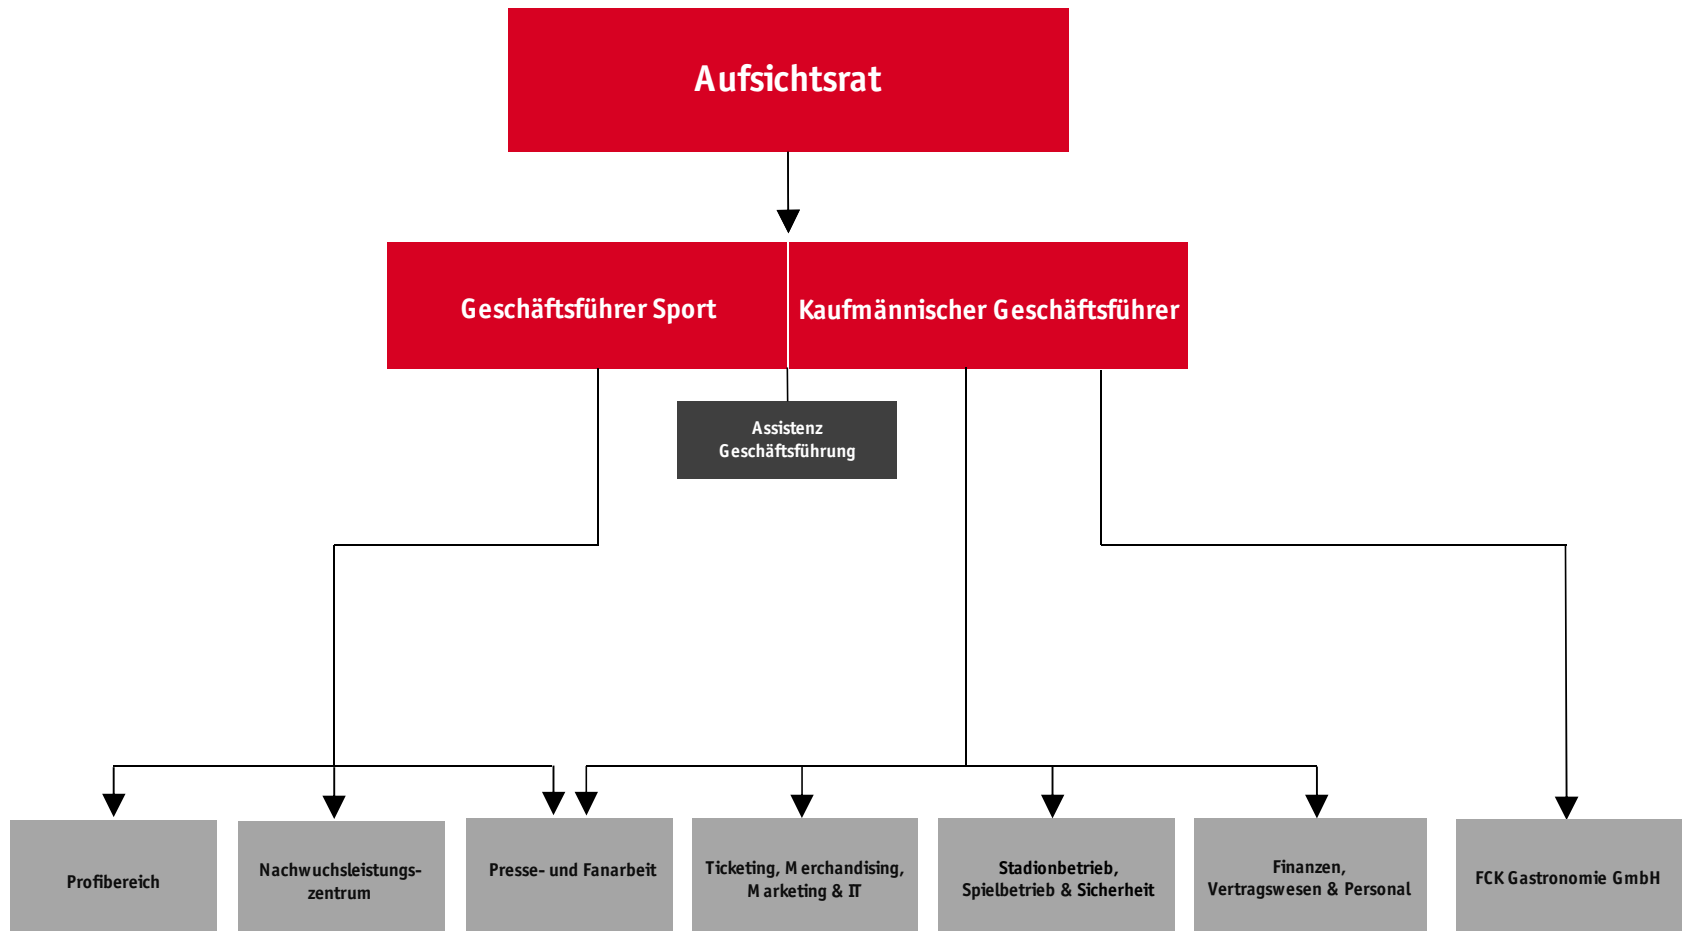 Aufsichtsrat
Geschäftsführer Sport
Kaufmännischer Geschäftsführer
Assistenz
Geschäftsführung
Profibereich
Nachwuchsleistungs-
zentrum
Presse- und Fanarbeit
Ticketing, Merchandising,
Marketing & IT
Stadionbetrieb,
Spielbetrieb & Sicherheit
Finanzen,
Vertragswesen & Personal
FCK Gastronomie GmbH